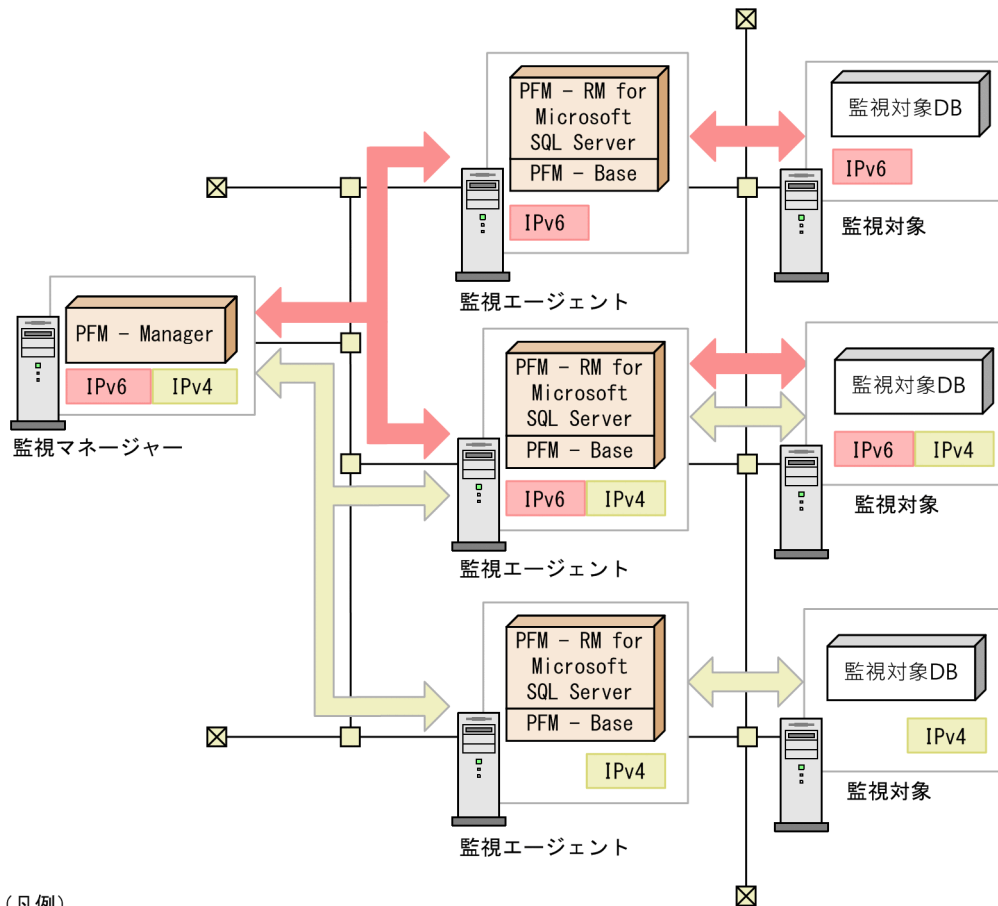 PFM − RM for
Microsoft
SQL Server
PFM − Base
IPv6
監視エージェント
監視対象DB
IPv6
監視対象
PFM − Manager
IPv6
IPv4
監視マネージャー
PFM − RM for
Microsoft
SQL Server
PFM − Base
IPv6
IPv4
監視エージェント
監視対象DB
IPv6
IPv4
監視対象
PFM − RM for
Microsoft
SQL Server
PFM − Base
IPv4
監視エージェント
監視対象DB
IPv4
監視対象
(凡例)